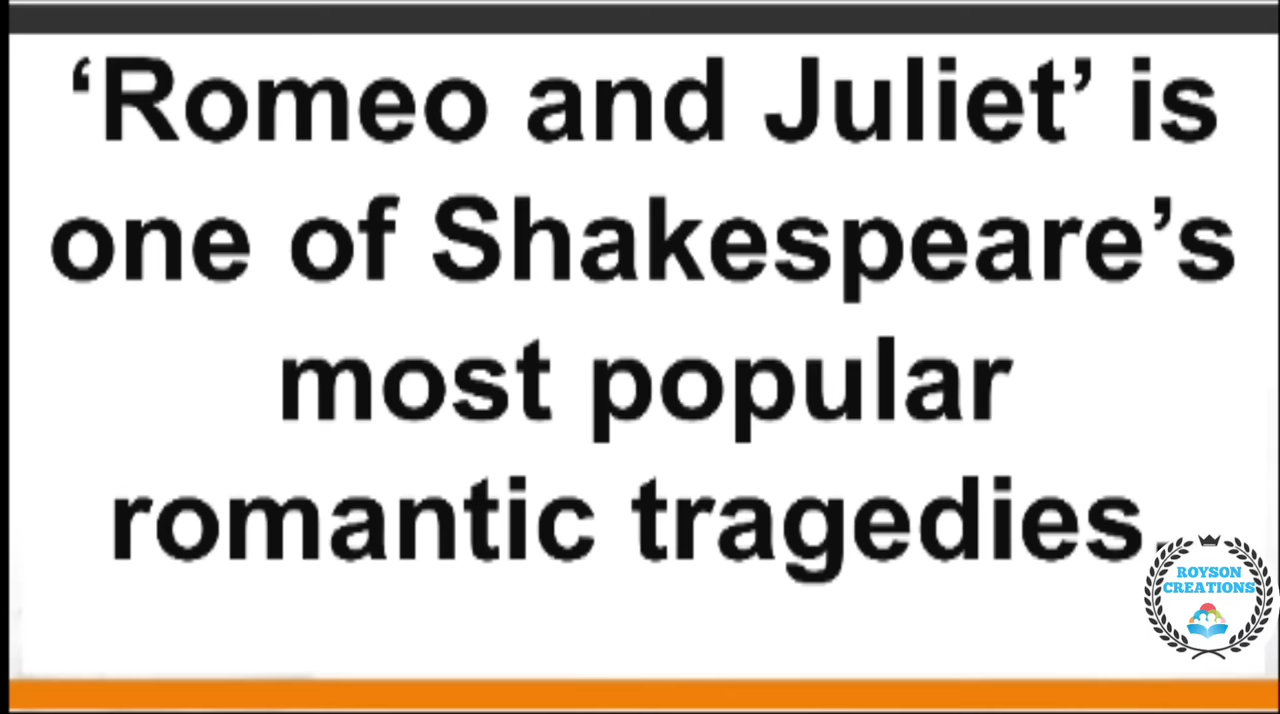 ‘Romeo and Juliet’ is
one of Shakespeare’s
most popular
romantic tragedies.
ROYSON
CREATIONS